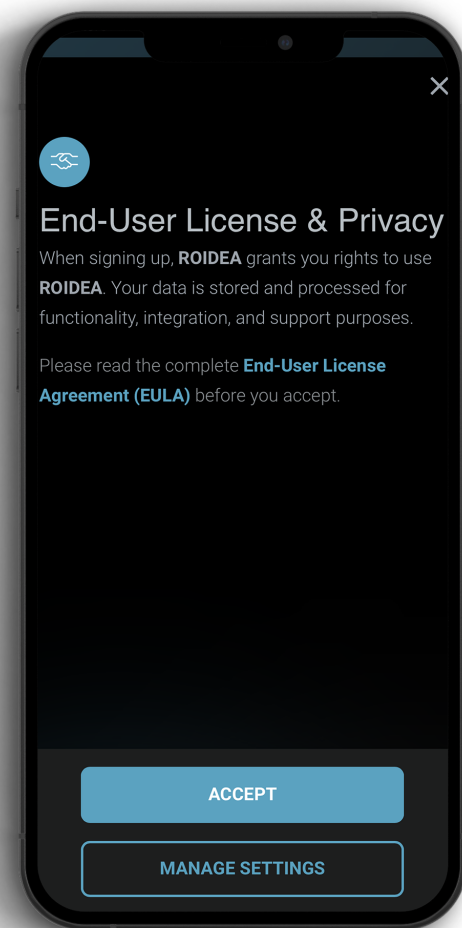 End-User License & Privacy
When signing up, ROIDEA grants you rights to use
ROIDEA. Your data is stored and processed for
functionality, integration, and support purposes.
Please read the complete End-User License
Agreement (EULA) before you accept.
ACCEPT
MANAGE SETTINGS